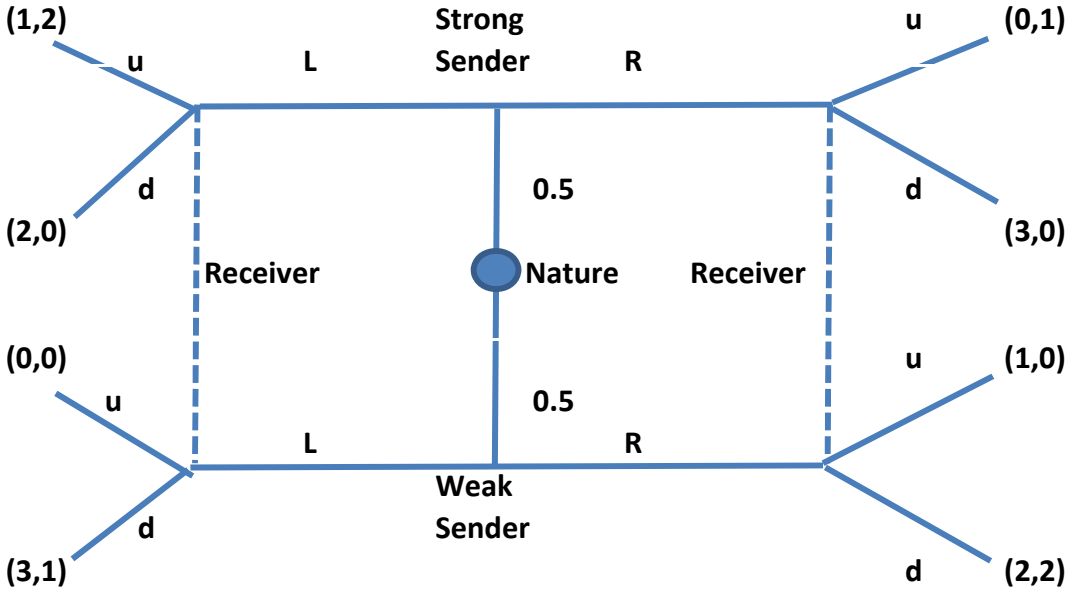 (1,2) Strong u (0,1)
u L Sender R
d 0.5 d
(2,0) (3,0)
Receiver Nature Receiver
(0,0) u (1,0)
u 0.5
L R
Weak
d Sender
(3,1) d (2,2)